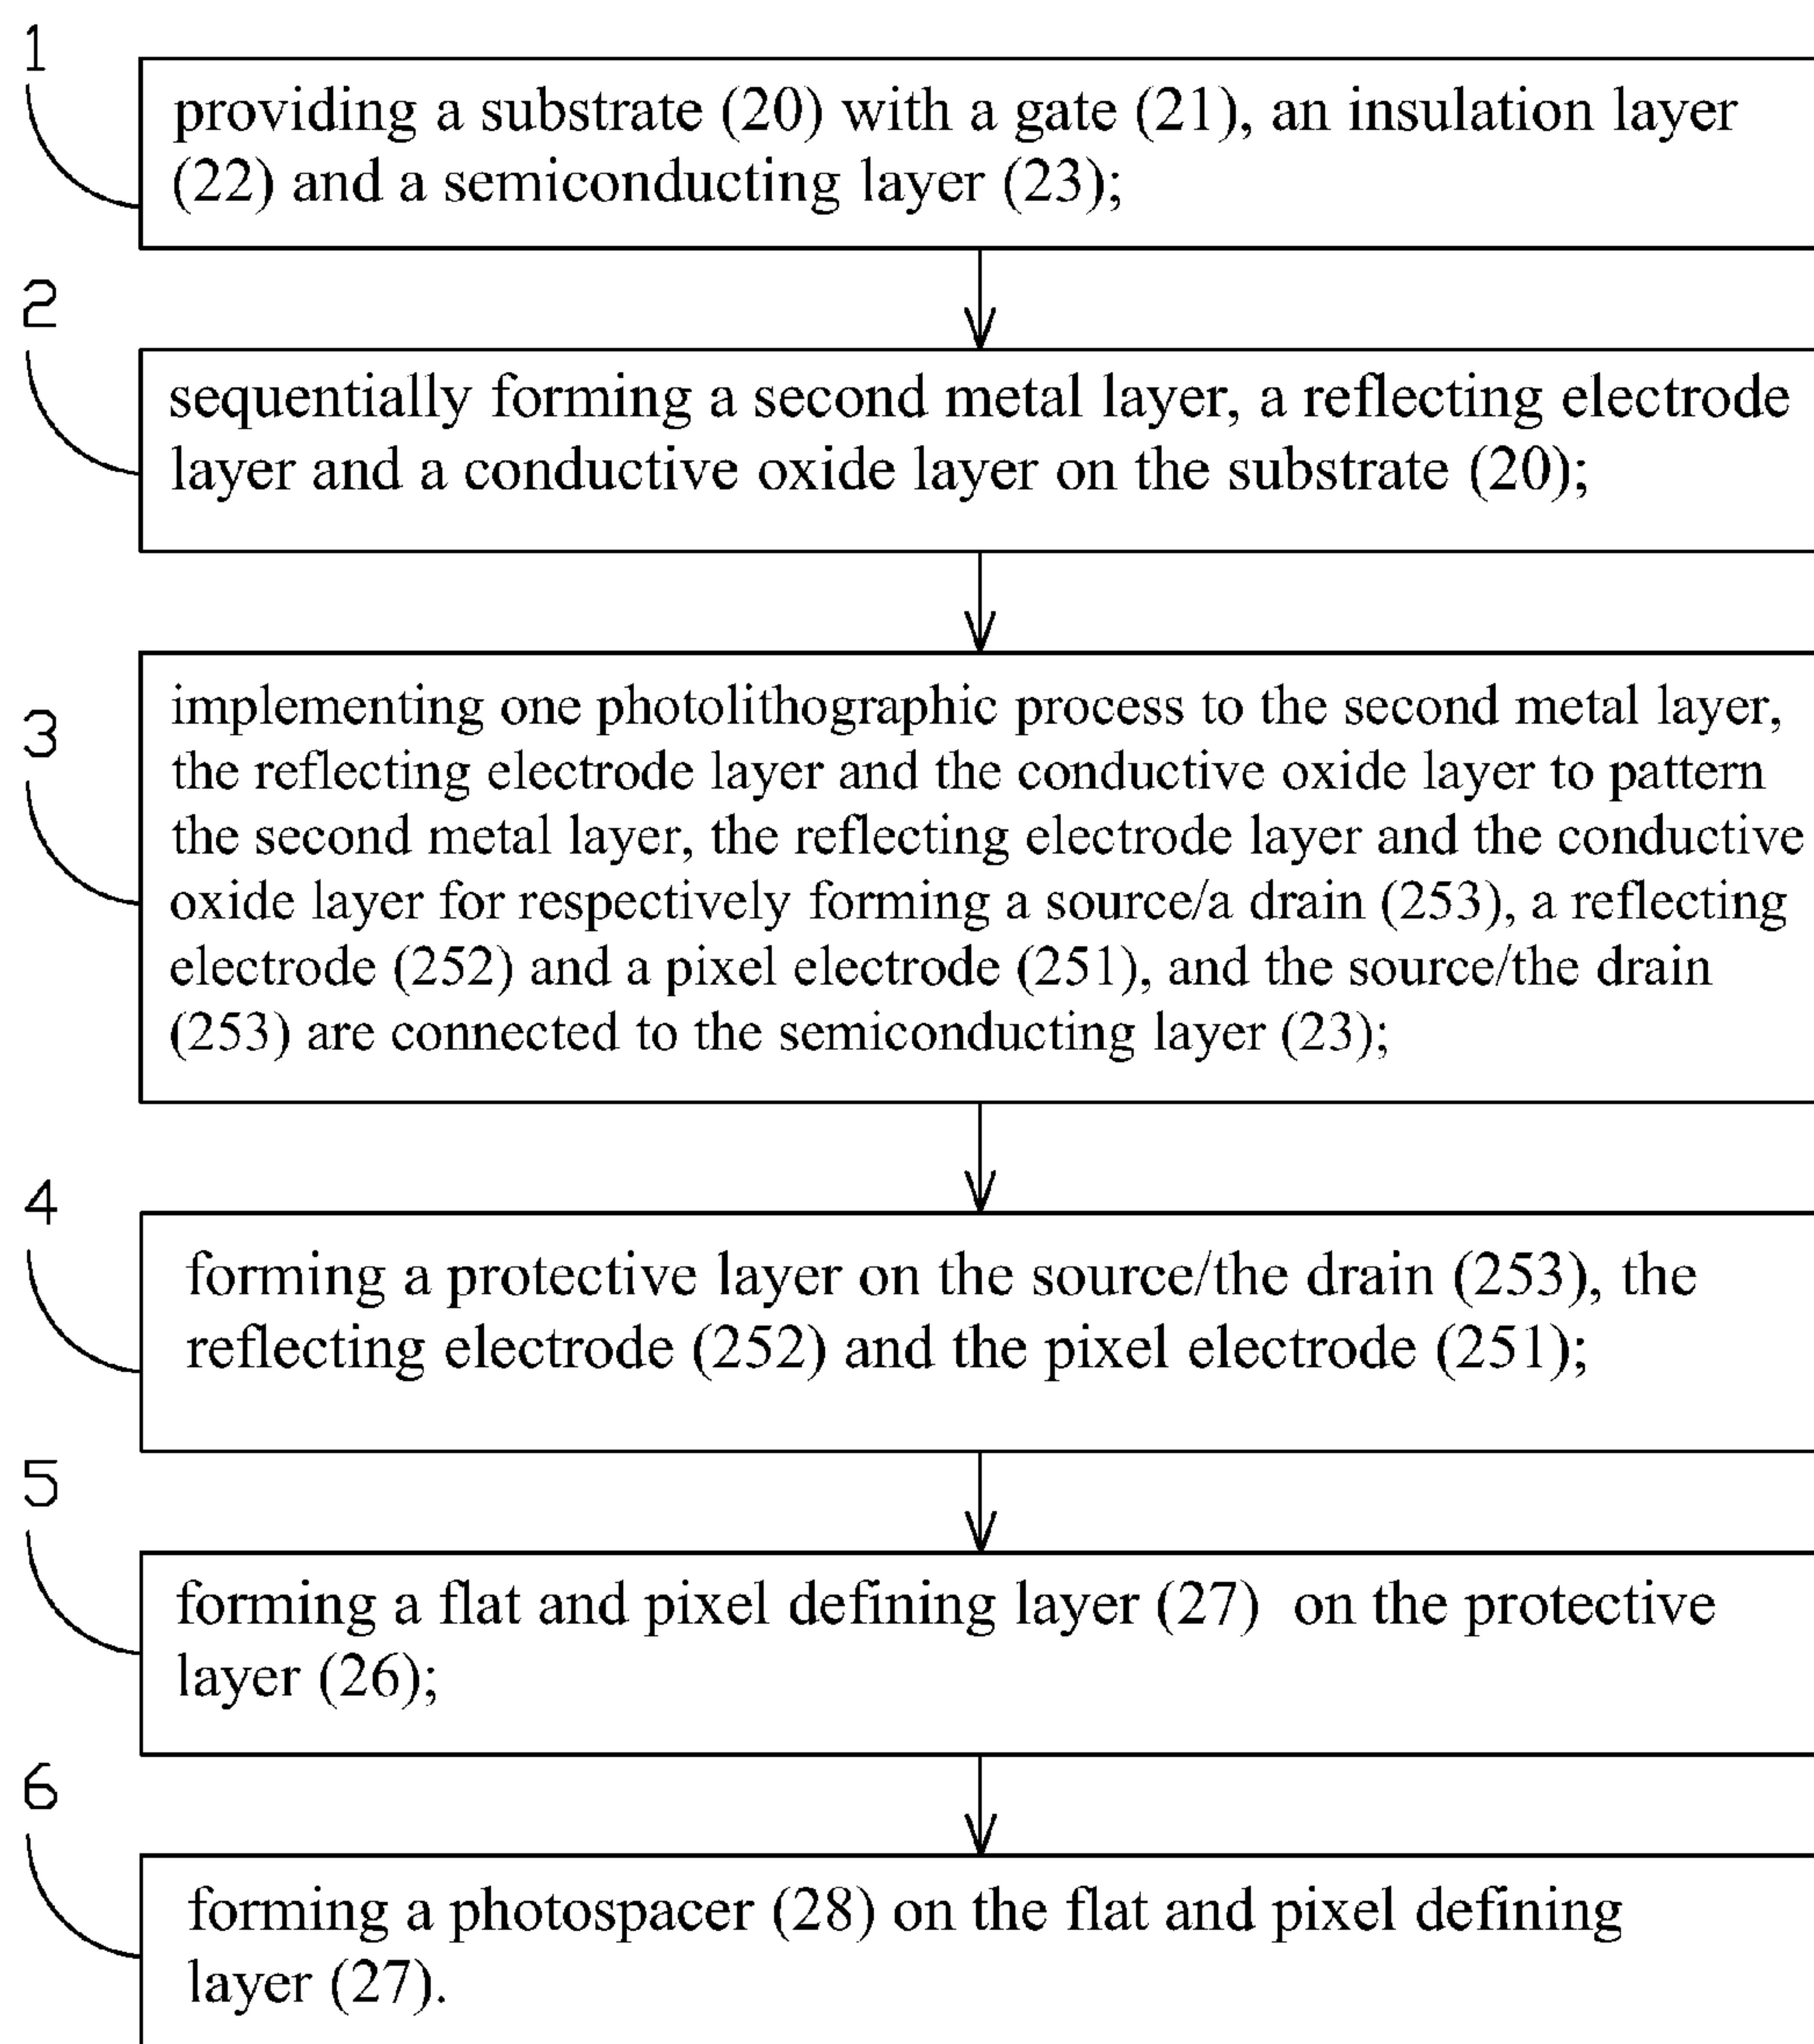 1
providing a substrate (20) with a gate (21), an insulation layer
(22) and a semiconducting layer (23);
2
sequentially forming a second metal layer, a reflecting electrode
layer and a conductive oxide layer on the substrate (20);
3
implementing one photolithographic process to the second metal layer,
the reflecting electrode layer and the conductive oxide layer to pattern
the second metal layer, the reflecting electrode layer and the conductive
oxide layer for respectively forming a source/a drain (253), a reflecting
electrode (252) and a pixel electrode (251), and the source/the drain
(253) are connected to the semiconducting layer (23);
4
forming a protective layer on the source/the drain (253), the
reflecting electrode (252) and the pixel electrode (251);
5
forming a flat and pixel defining layer (27) on the protective
layer (26);
6
forming a photospacer (28) on the flat and pixel defining
layer (27).